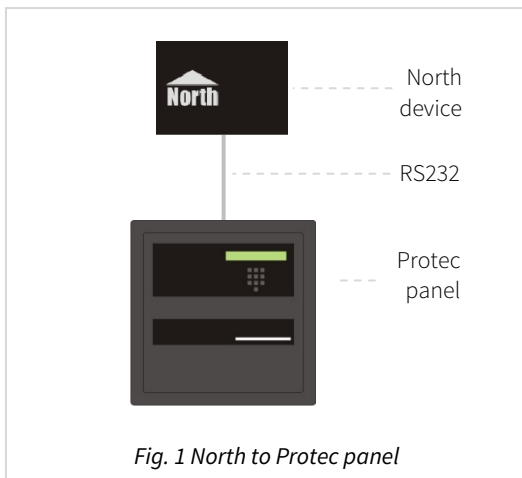 North
North
device
RS232
Protec
panel
Fig. 1 North to Protec panel